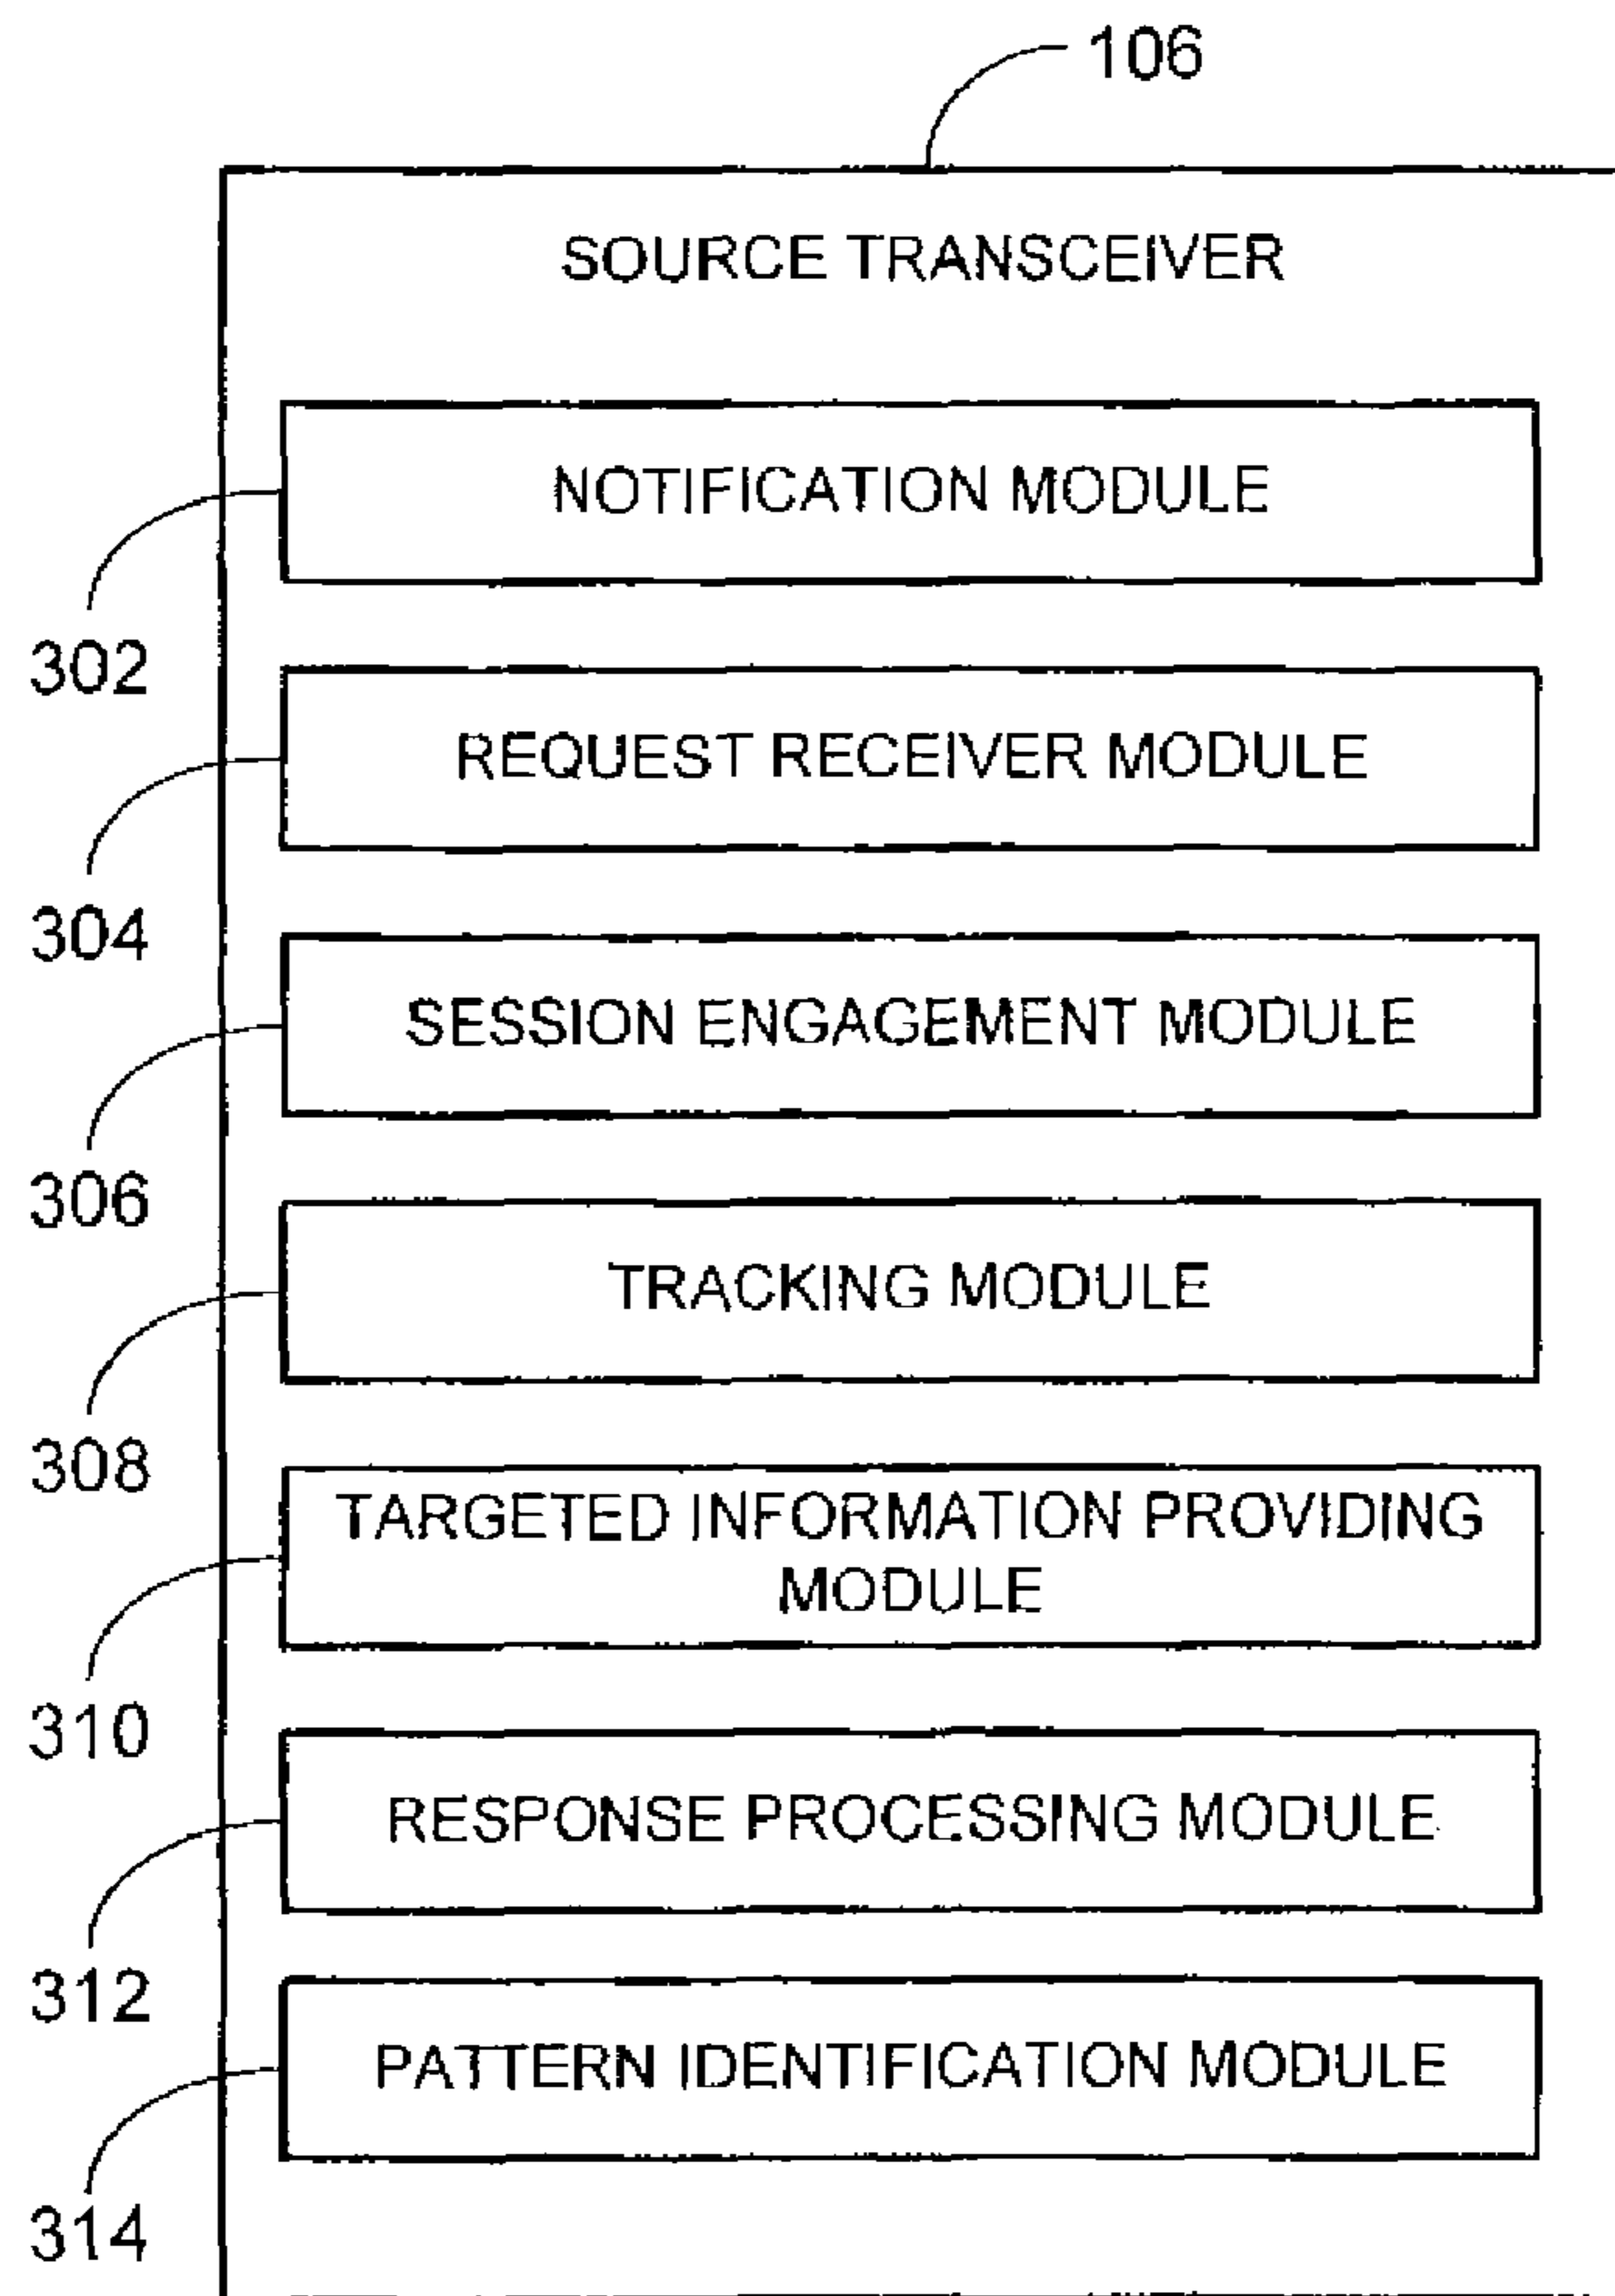 106
SOURCE TRANSCEIVER
NOTIFICATION MODULE
302
REQUEST RECEIVER MODULE
304
SESSION ENGAGEMENT MODULE
306
TRACKING MODULE
308
TARGETED INFORMATION PROVIDING
MODULE
310
RESPONSE PROCESSING MODULE
312
PATTERN IDENTIFICATION MODULE
314